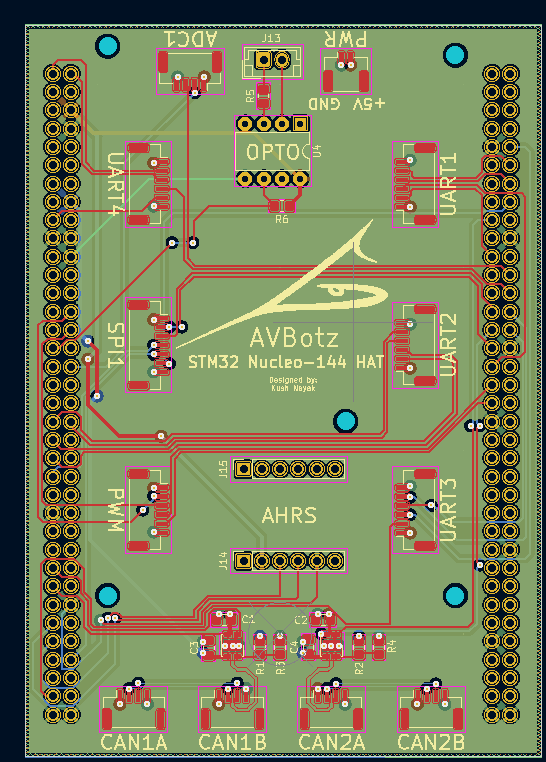 ADC1
J13
PWR
R5
+5V GND
OPTO
U4
UART4
UART1
R6
SPI1
AVBotz
UART2
STM32 Nucleo-144 HAT
Designed by:
Kush Nayak
J15
PWM
AHRS
UART3
J14
C1
C2
C3
R1
R3
C4
R2
R4
CAN1A
CAN1B
CAN2A
CAN2B